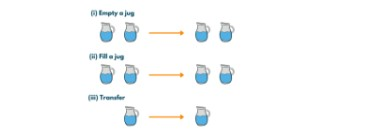 (i) Empty a jug
(ii) Fill a jug
(iii) Transfer